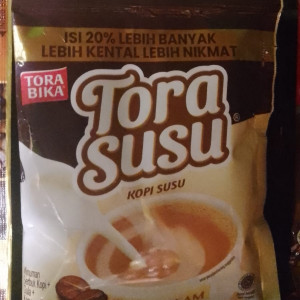 ISI 20% LEBIH BANYAK
LEBIH KENTAL LEBIH NIKMAT
TORA
BIKA
Tora
SUSU
KOPI SUSU